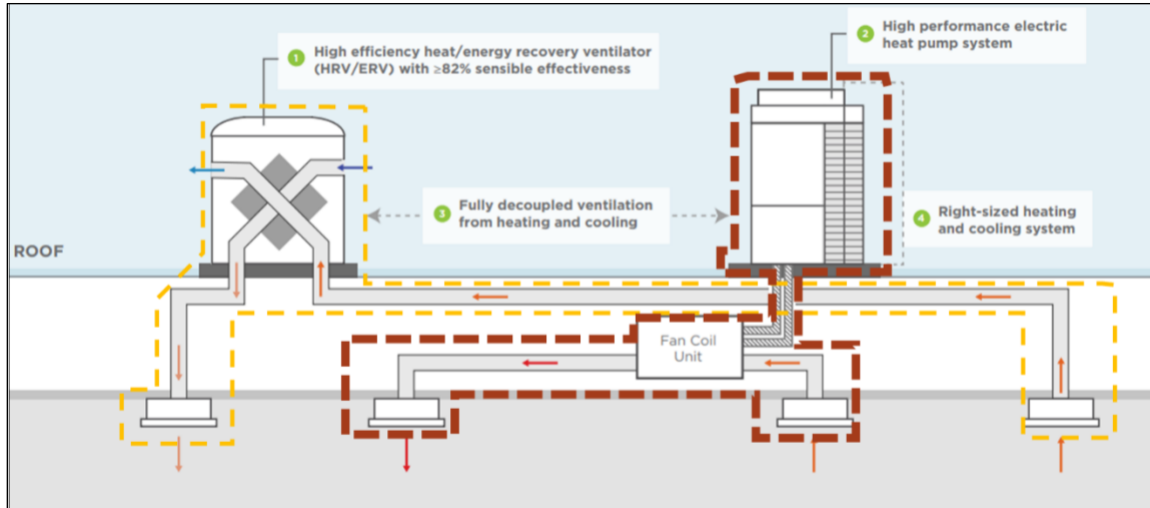 1 High efficiency heat/energy recovery ventilator
(HRV/ERV) with ≥82% sensible effectiveness
2 High performance electric
heat pump system
3 Fully decoupled ventilation
from heating and cooling
4 Right-sized heating
and cooling system
ROOF
Fan Coil
Unit